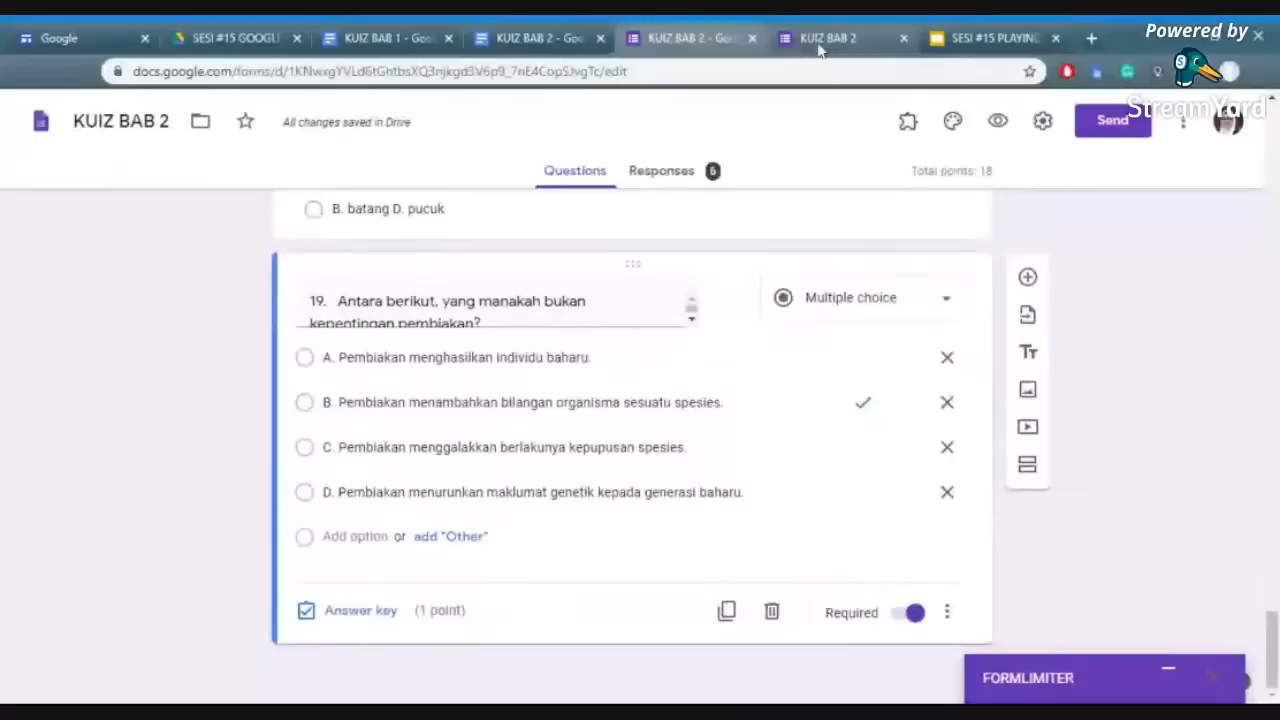 Powered by
Google
SESI #15 GOOGL
KUIZ BAB 1 - Goo
KUIZ BAB 2 - Goo
KUIZ BAB 2 - Go
KUIZ BAB 2
SESI #15 PLAYIN
StreamYard
KUIZ BAB 2
All changes saved in Drive
Send
Questions
Responses 6
Total points: 18
B. batang D. pucuk
19. Antara berikut, yang manakah bukan
kepentingan pembiakan?
Multiple choice
A. Pembiakan menghasilkan individu baharu.
B. Pembiakan menambahkan bilangan organisma sesuatu spesies.
C. Pembiakan menggalakkan berlakunya kepupusan spesies.
D. Pembiakan menurunkan maklumat genetik kepada generasi baharu.
Add option or add "Other"
Answer key (1 point)
Required
FORMLIMITER